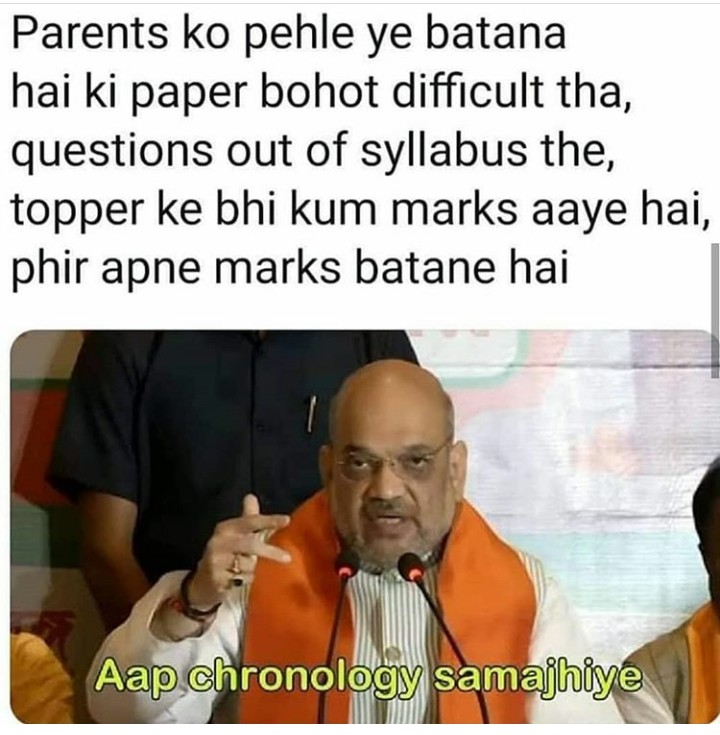 Parents ko pehle ye batana
hai ki paper bohot difficult tha,
questions out of syllabus the,
topper ke bhi kum marks aaye hai,
phir apne marks batane hai
Aap chronology samajhiye